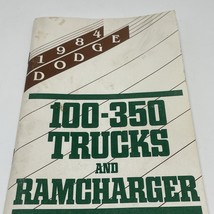 1984
DODGE
100-350
TRUCKS
AND
RAMCHARGER